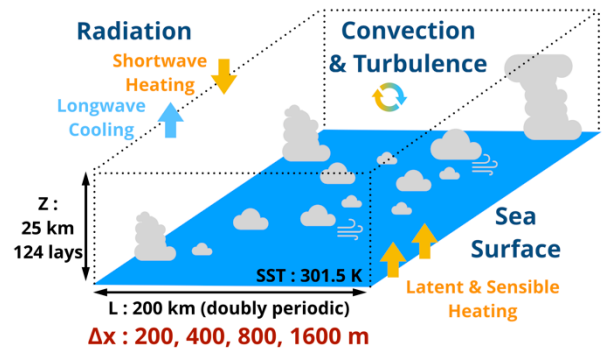 Radiation
Shortwave
Heating
Longwave
Cooling
Convection
& Turbulence
Z :
25 km
124 lays
Sea
Surface
SST : 301.5 K
Latent & Sensible
Heating
L : 200 km (doubly periodic)
Δx : 200, 400, 800, 1600 m